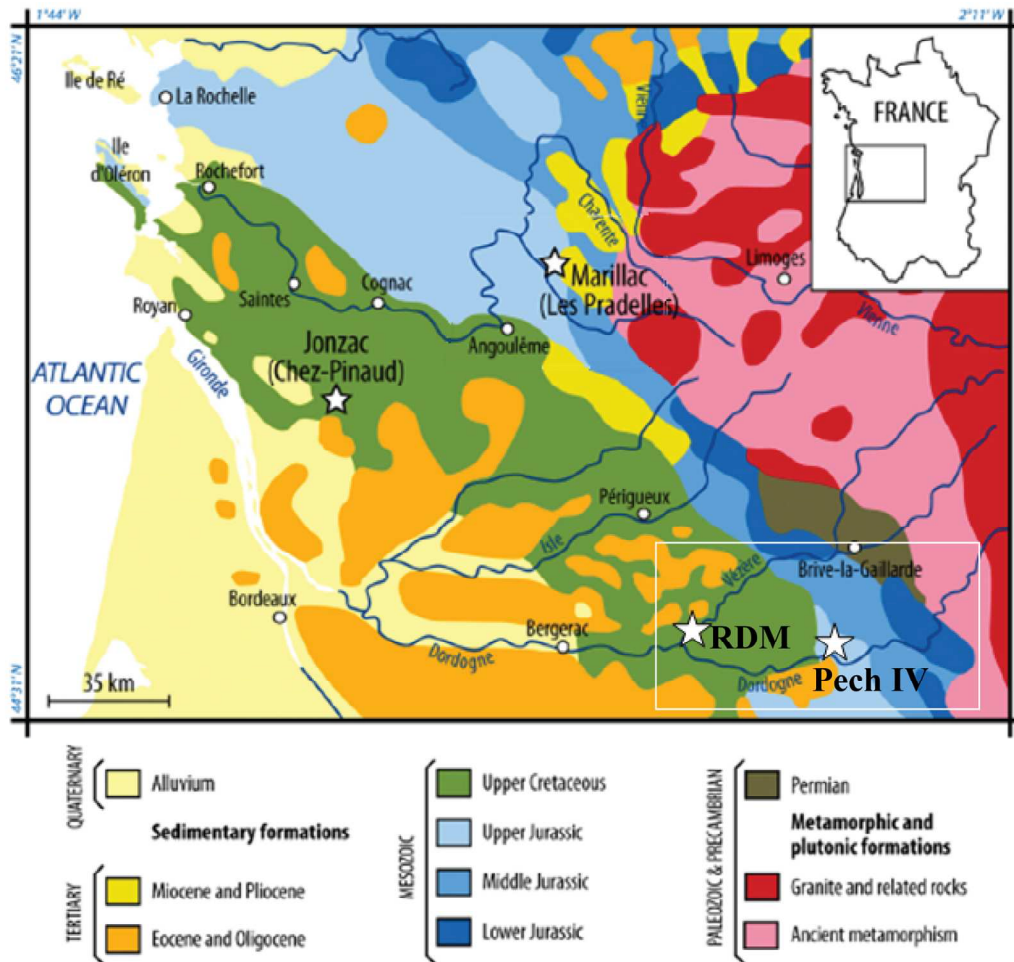 1°44' W
2°11' W
46°21' N
Ile de Ré
La Rochelle
Ile
d'Oléron
Rochefort
Vienne
FRANCE
Charente
Limoges
Marillac
(Les Pradelles)
Saintes
Cognac
Royan
Angoulême
Vienne
Jonzac
(Chez-Pinaud)
Gironde
ATLANTIC
OCEAN
Périgueux
Isle
Vézère
Brive-la-Gaillarde
Bordeaux
Bergerac
RDM
Dordogne
Dordogne
Pech IV
35 km
44°31' N
QUATERNARY
Alluvium
Sedimentary formations
TERTIARY
Miocene and Pliocene
Eocene and Oligocene
MESOZOIC
Upper Cretaceous
Upper Jurassic
Middle Jurassic
Lower Jurassic
PALEOZOIC & PRECAMBRIAN
Permian
Metamorphic and
plutonic formations
Granite and related rocks
Ancient metamorphism